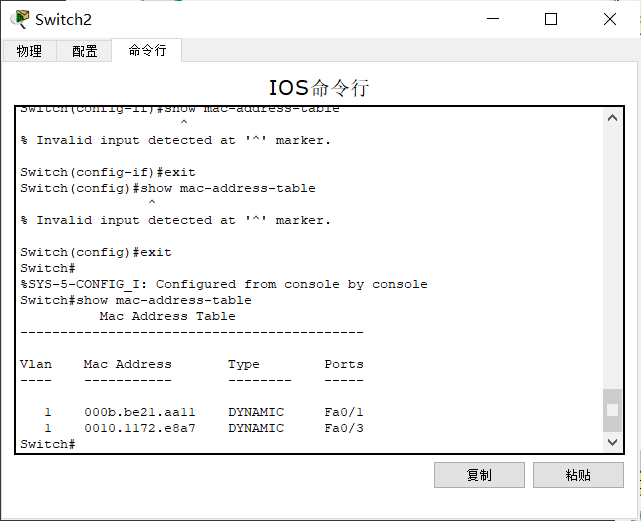 Switch2
物理 配置 命令行
IOS命令行
Switch(config-if)#show mac-address-table
^
% Invalid input detected at '^' marker.
Switch(config-if)#exit
Switch(config)#show mac-address-table
^
% Invalid input detected at '^' marker.
Switch(config)#exit
Switch#
%SYS-5-CONFIG_I: Configured from console by console
Switch#show mac-address-table
Mac Address Table
-------------------------------------------
Vlan    Mac Address       Type        Ports
----    -----------       --------    -----
1    000b.be21.aa11    DYNAMIC     Fa0/1
1    0010.1172.e8a7    DYNAMIC     Fa0/3
Switch#
复制 粘贴